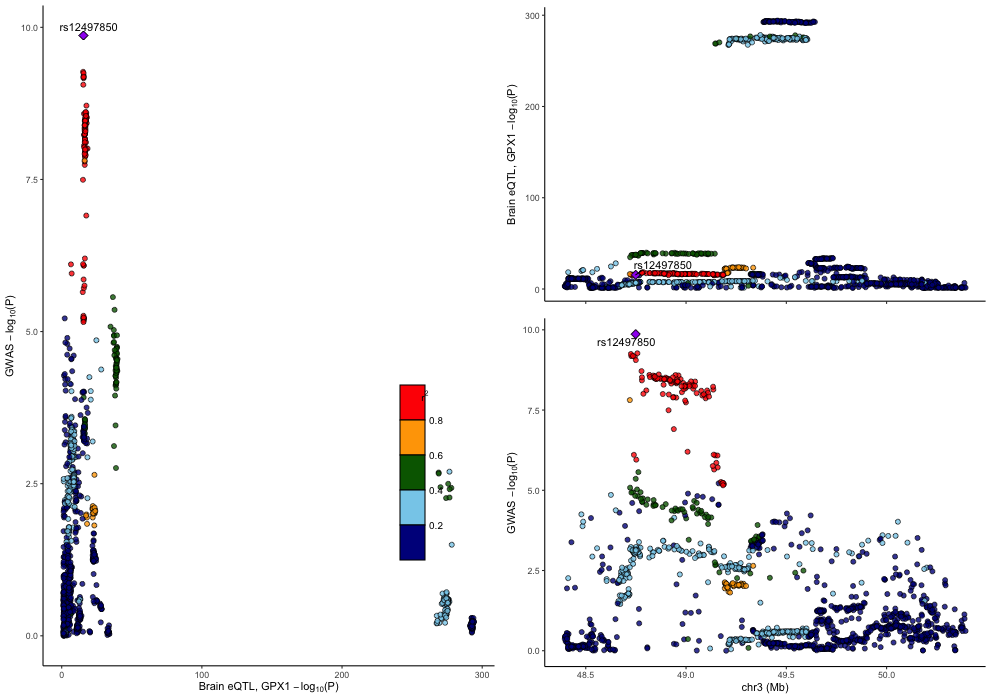 10.0
7.5
5.0
2.5
0.0
GWAS − log10(P)
rs12497850
r2
0.8
0.6
0.4
0.2
0
100
200
300
Brain eQTL, GPX1 − log10(P)
300
200
100
0
Brain eQTL, GPX1 − log10(P)
rs12497850
10.0
7.5
5.0
2.5
0.0
GWAS − log10(P)
rs12497850
48.5
49.0
49.5
50.0
chr3 (Mb)